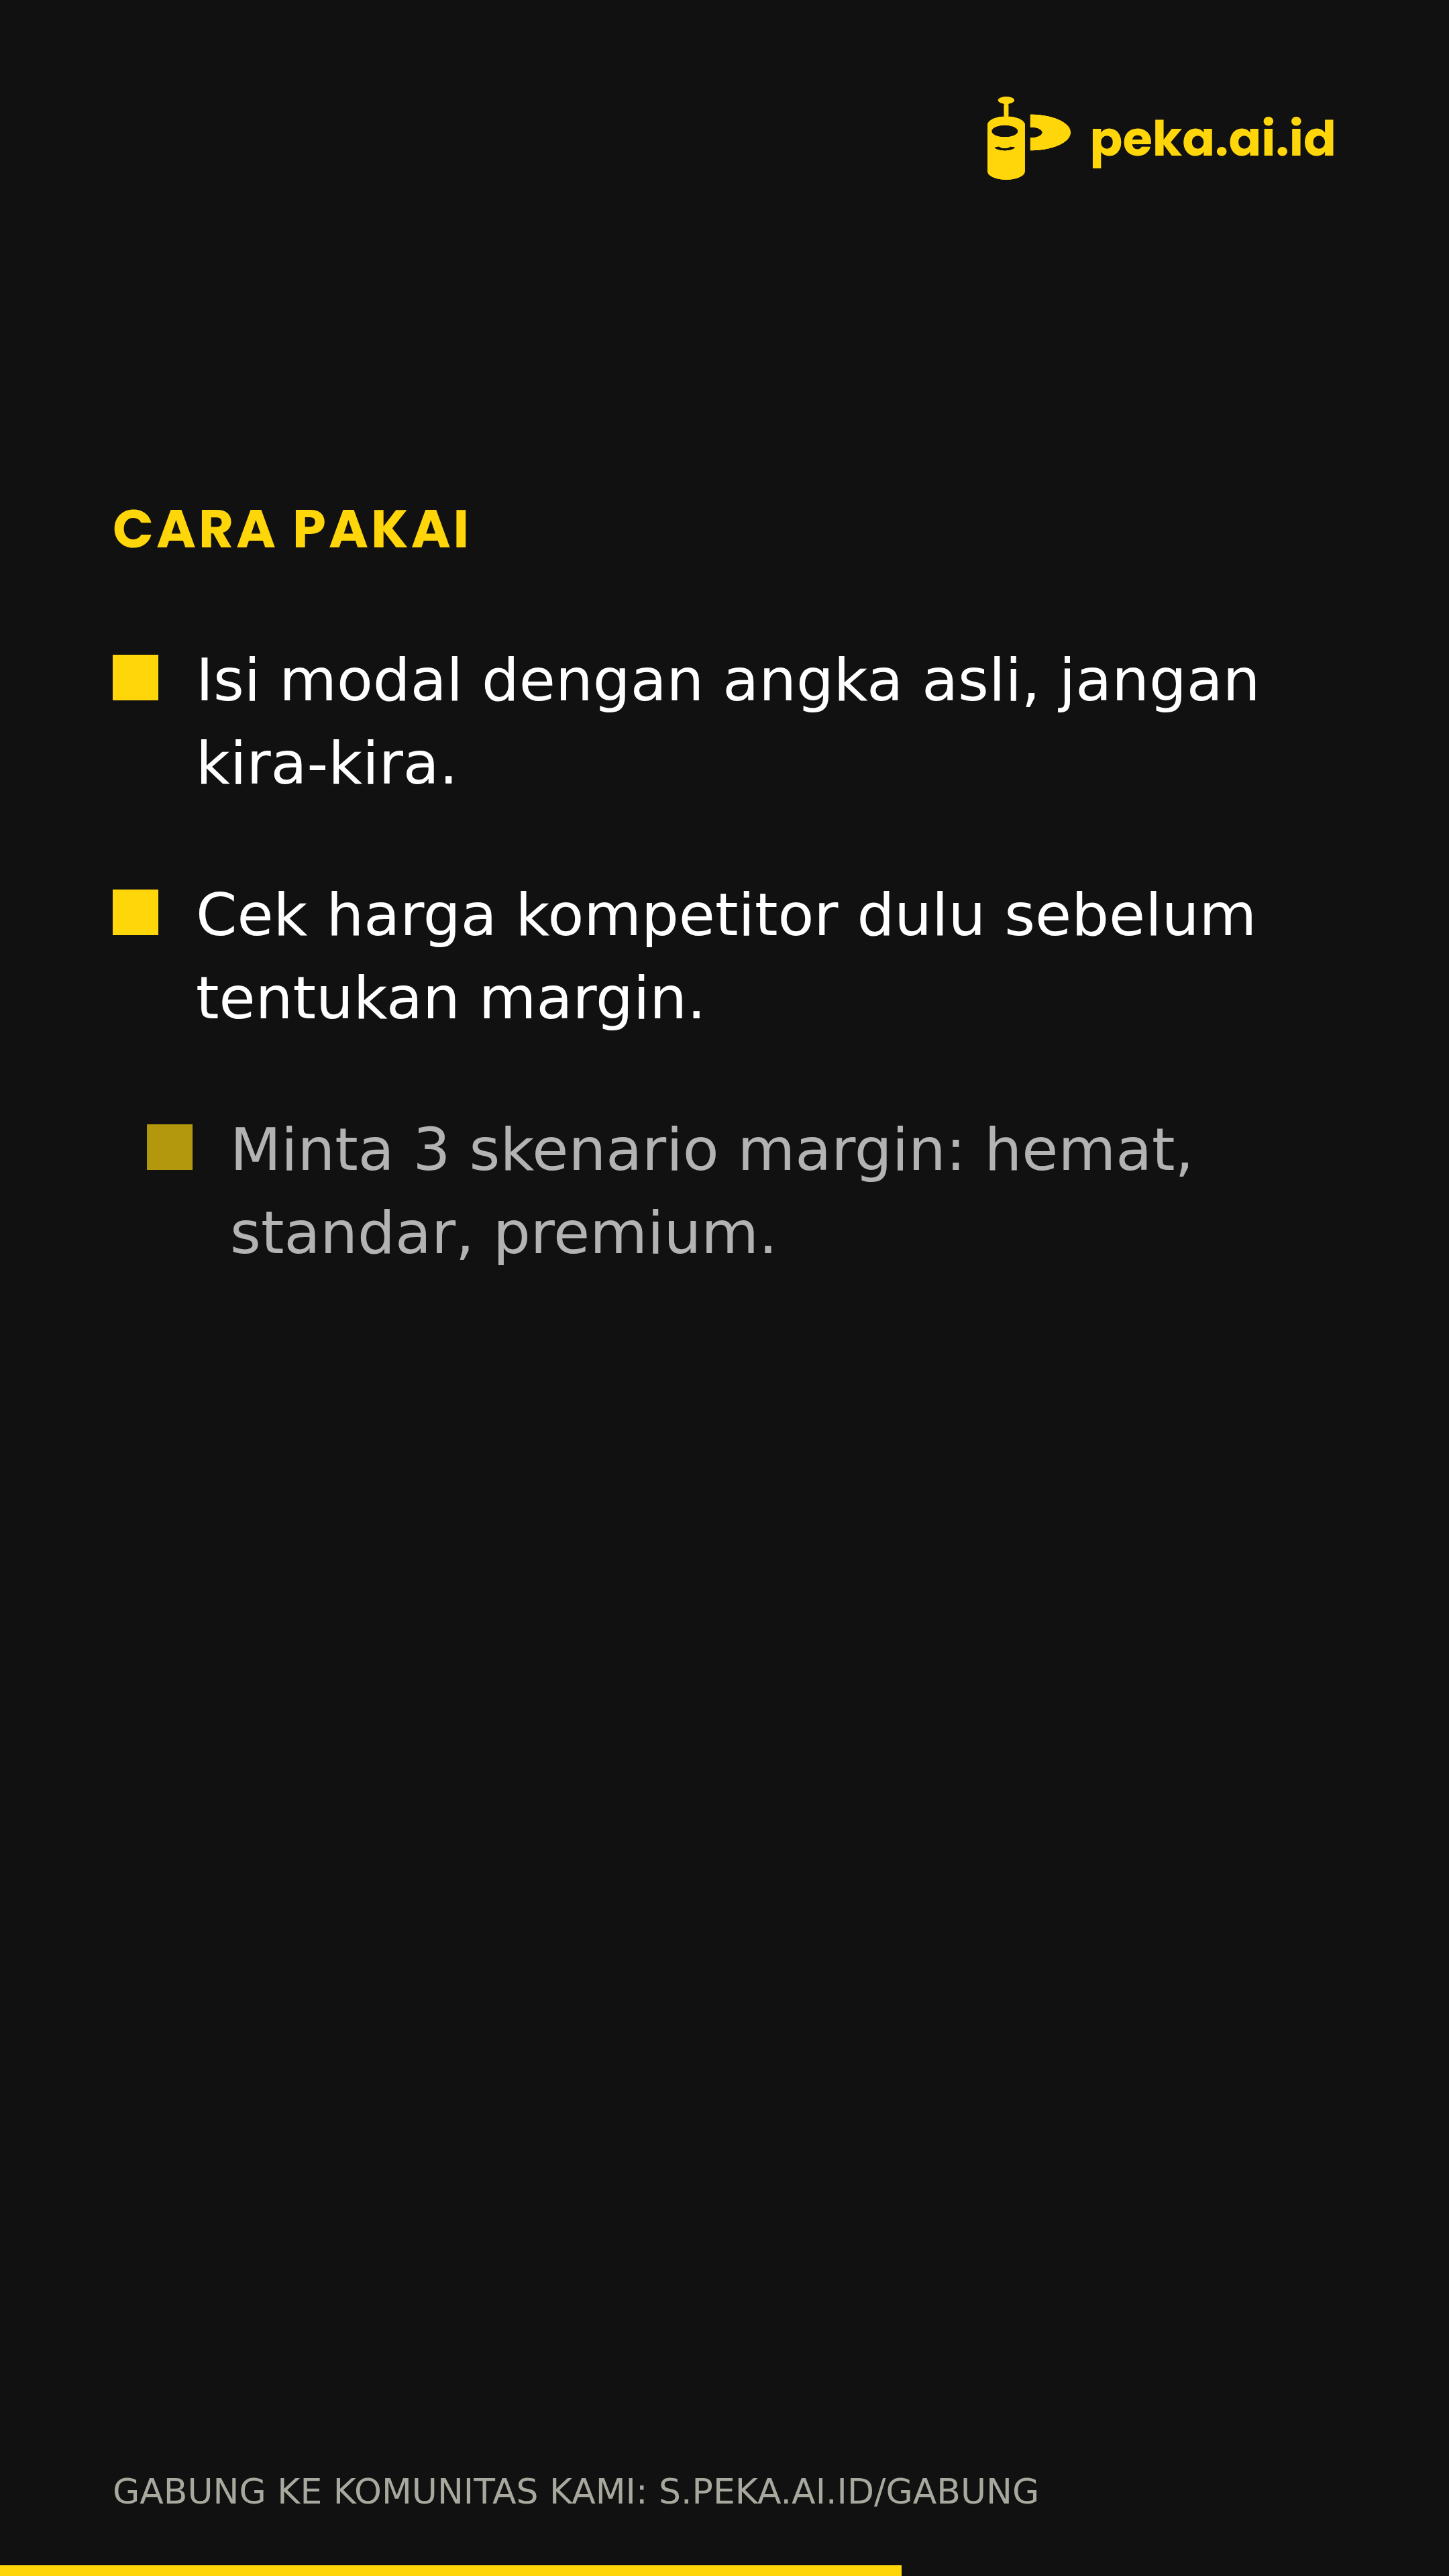 peka.ai.id
CARA PAKAI
Isi modal dengan angka asli, jangan
kira-kira.
Cek harga kompetitor dulu sebelum
tentukan margin.
Minta 3 skenario margin: hemat,
standar, premium.
GABUNG KE KOMUNITAS KAMI: S.PEKA.AI.ID/GABUNG